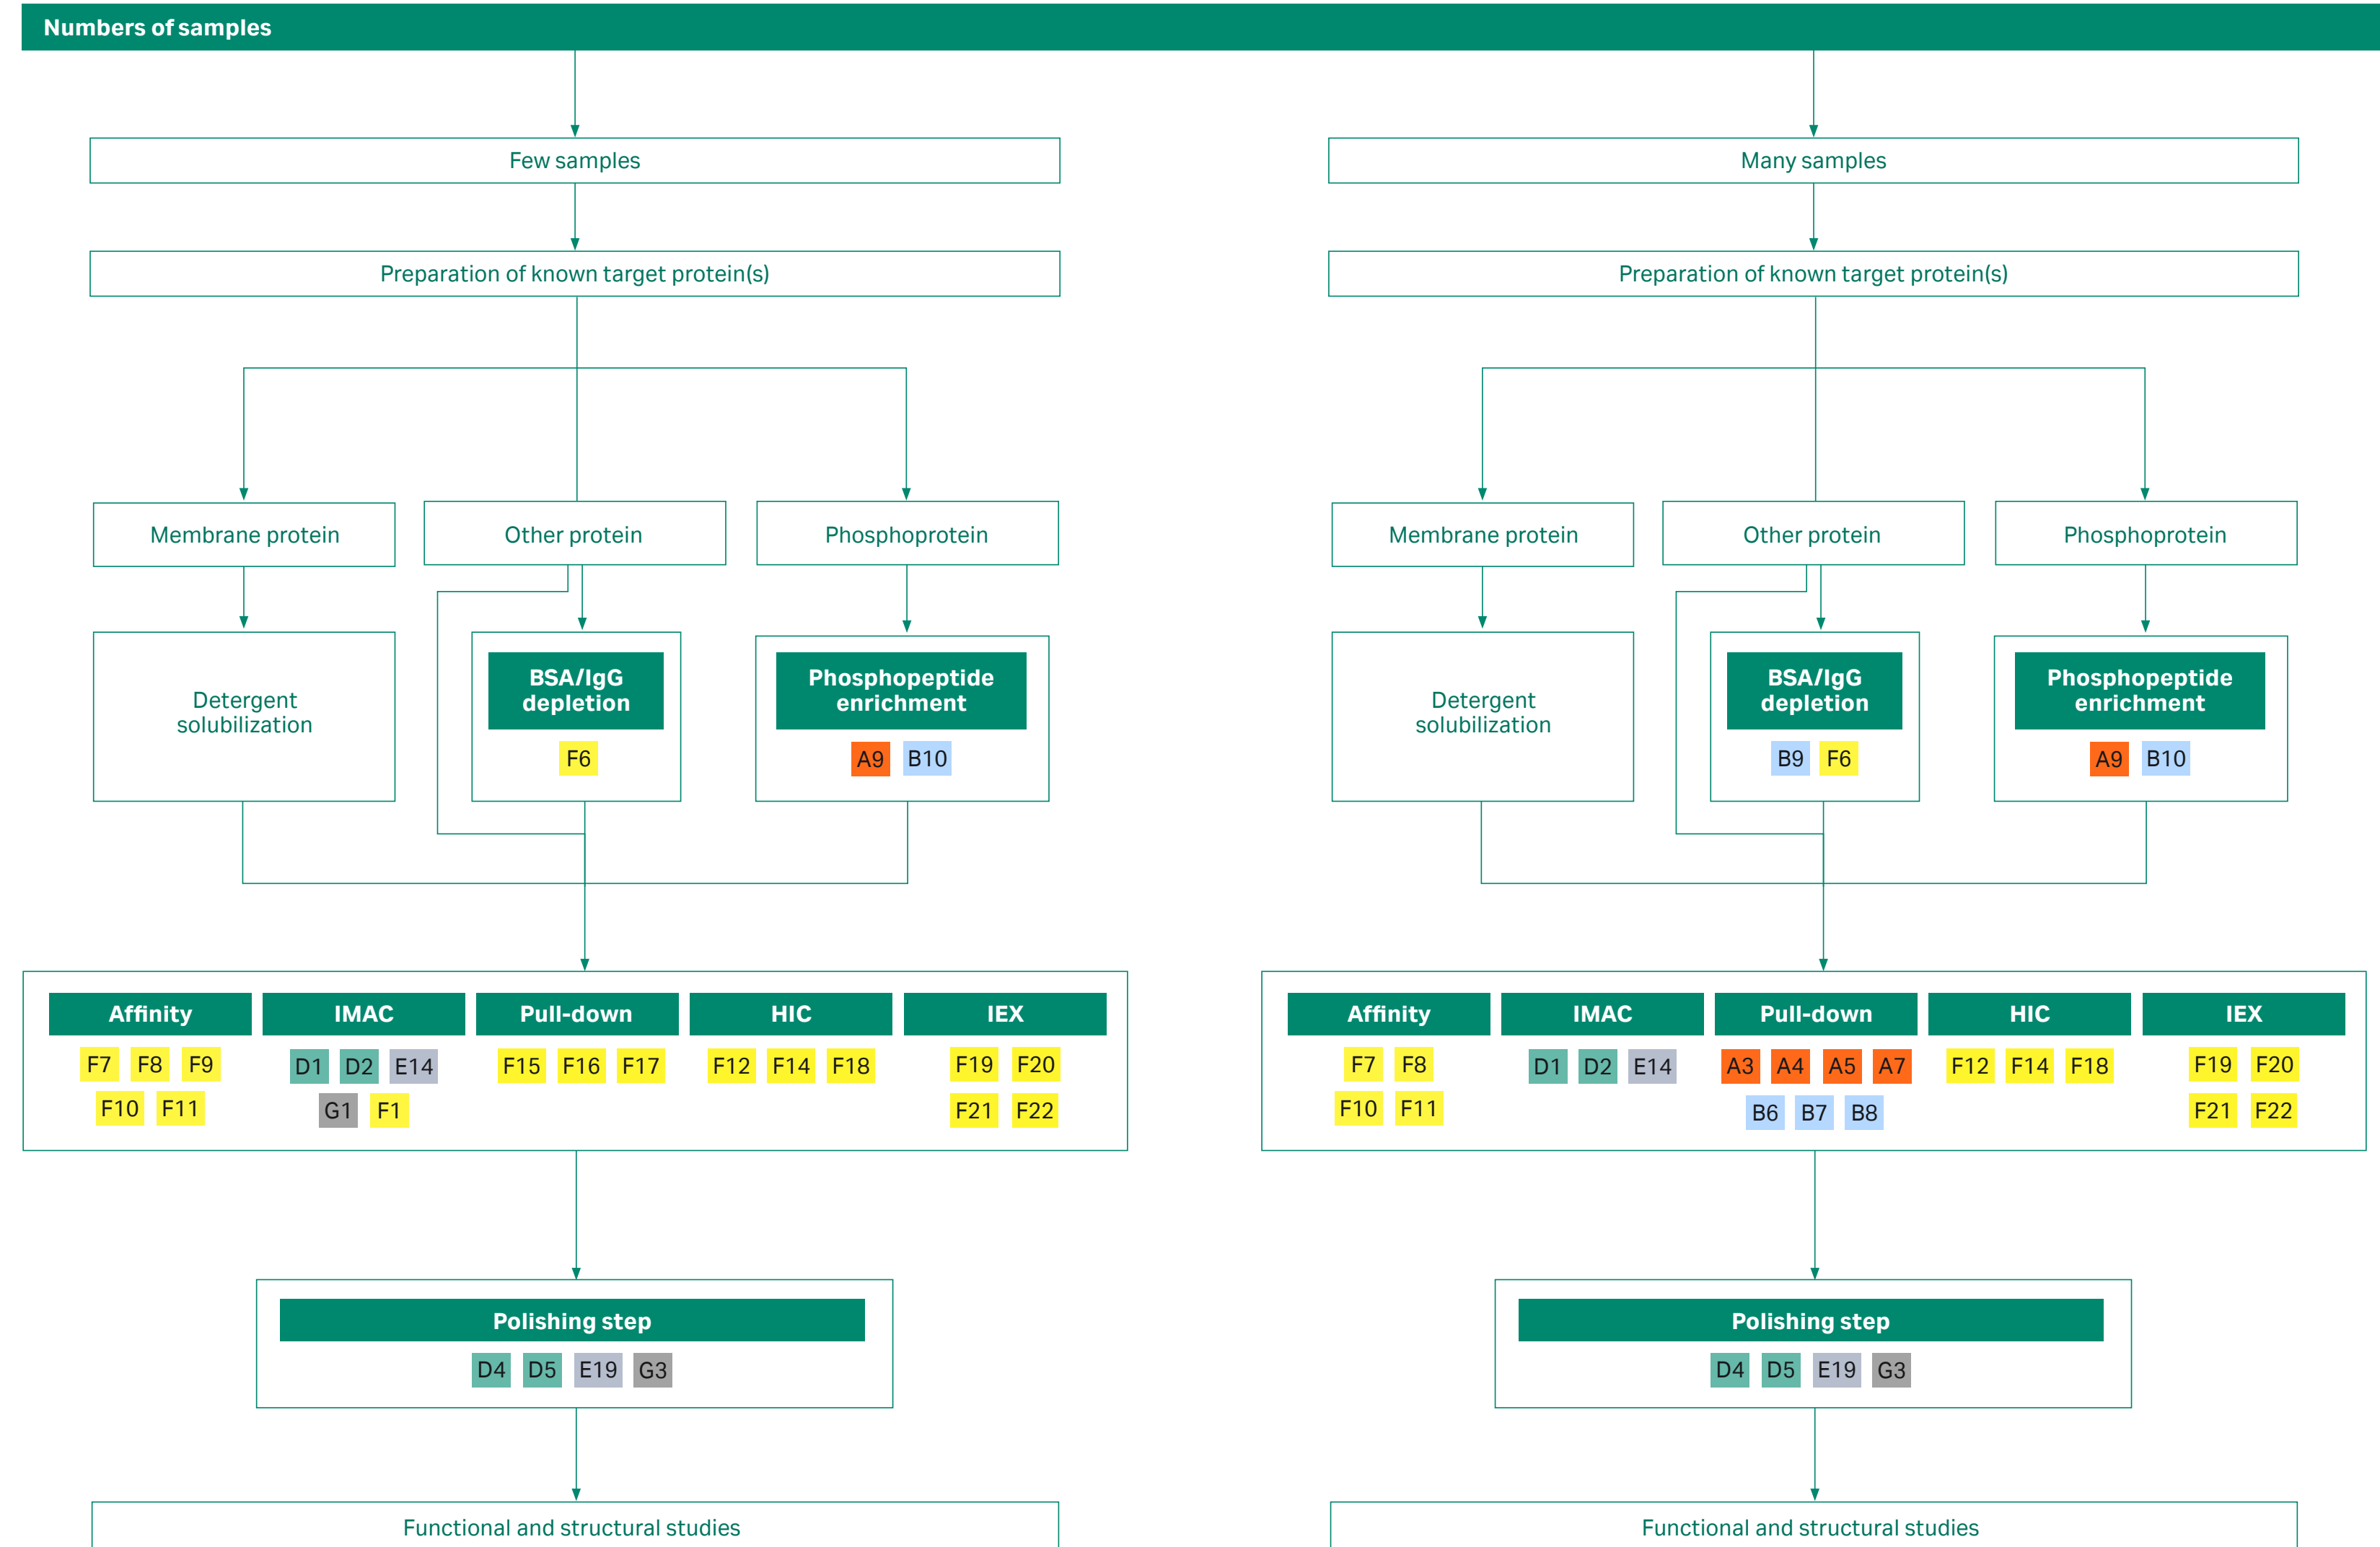 Numbers of samples
Few samples
Preparation of known target protein(s)
Membrane protein
Other protein
Phosphoprotein
Detergent
solubilization
BSA/IgG
depletion
F6
Phosphopeptide
enrichment
A9 B10
Affinity
F7 F8 F9
F10 F11
IMAC
D1 D2 E14
G1 F1
Pull-down
F15 F16 F17
HIC
F12 F14 F18
IEX
F19 F20
F21 F22
Polishing step
D4 D5 E19 G3
Functional and structural studies
Many samples
Preparation of known target protein(s)
Membrane protein
Other protein
Phosphoprotein
Detergent
solubilization
BSA/IgG
depletion
B9 F6
Phosphopeptide
enrichment
A9 B10
Affinity
F7 F8
F10 F11
IMAC
D1 D2 E14
Pull-down
A3 A4 A5 A7
B6 B7 B8
HIC
F12 F14 F18
IEX
F19 F20
F21 F22
Polishing step
D4 D5 E19 G3
Functional and structural studies